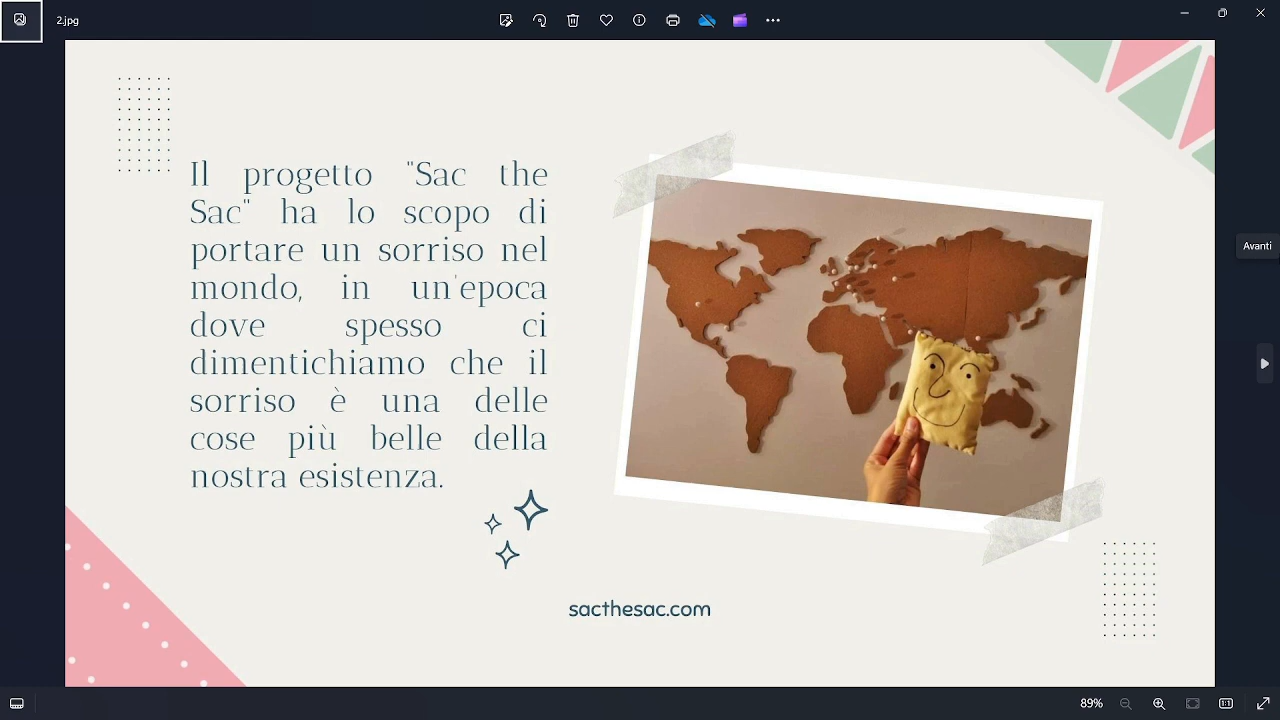 2.jpg
Avanti
Il progetto "Sac the
Sac" ha lo scopo di
portare un sorriso nel
mondo, in un'epoca
dove spesso ci
dimentichiamo che il
sorriso è una delle
cose più belle della
nostra esistenza.
sacthesac.com
89%